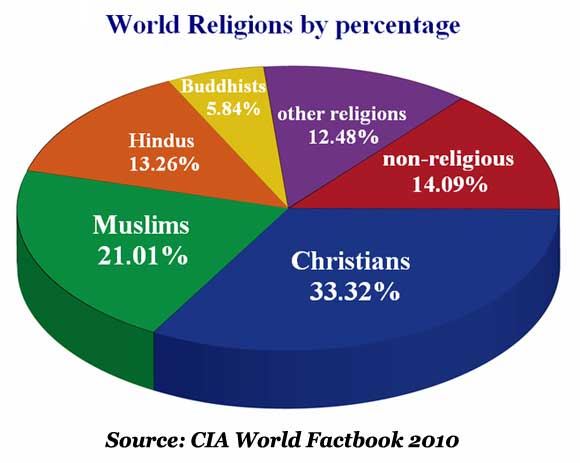 World Religions by percentage
Buddhists
5.84%
other religions
12.48%
Hindus
13.26%
non-religious
14.09%
Muslims
21.01%
Christians
33.32%
Source: CIA World Factbook 2010